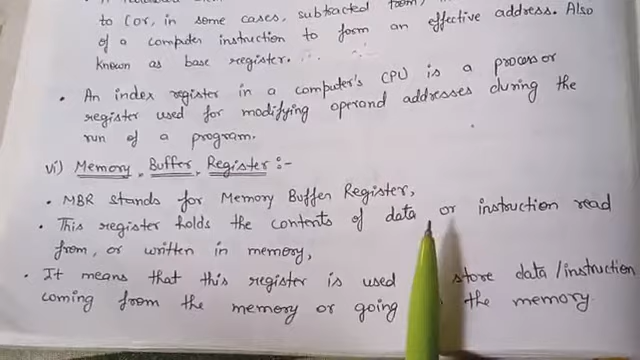 to (or, in some cases, subtracted from)
of a computer instruction to form an effective address. Also
known as base register.
• An index register in a computer's CPU is a processor
register used for modifying operand addresses during the
run of a program.
vi) Memory Buffer Register :-
• MBR stands for Memory Buffer Register,
• This register holds the contents of data or instruction read
from, or written in memory,
• It means that this register is used store data/instruction
coming from the memory or going the memory.